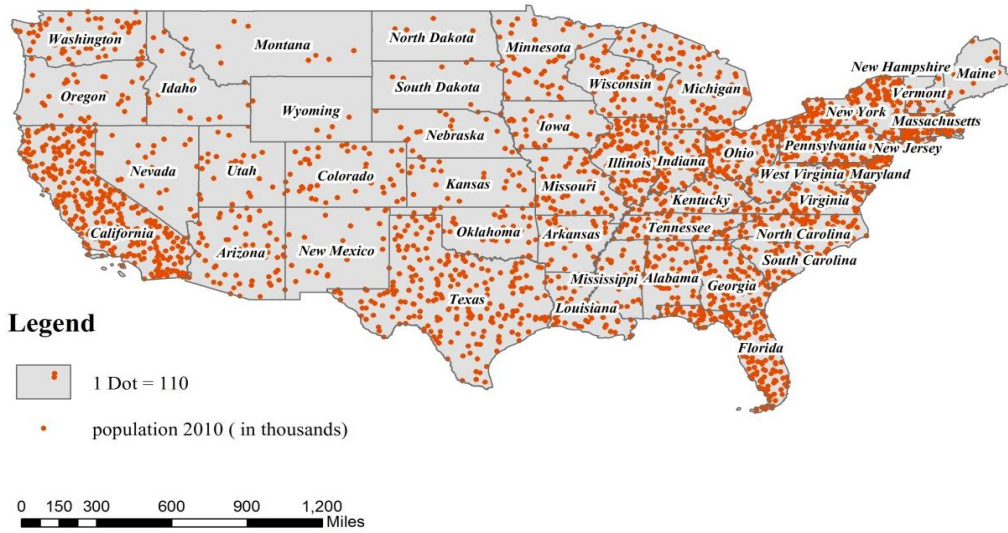 Washington
Montana
North Dakota
Minnesota
New Hampshire
Maine
Oregon
Idaho
South Dakota
Wisconsin
Michigan
Vermont
Wyoming
New York
Massachusetts
Nebraska
Iowa
Pennsylvania
New Jersey
Nevada
Utah
Colorado
Kansas
Missouri
Illinois
Indiana
Ohio
West Virginia
Maryland
Kentucky
Virginia
California
Arizona
New Mexico
Oklahoma
Arkansas
Tennessee
North Carolina
South Carolina
Texas
Louisiana
Mississippi
Alabama
Georgia
Florida
Legend
1 Dot = 110
population 2010 ( in thousands)
0 150 300 600 900 1,200
Miles